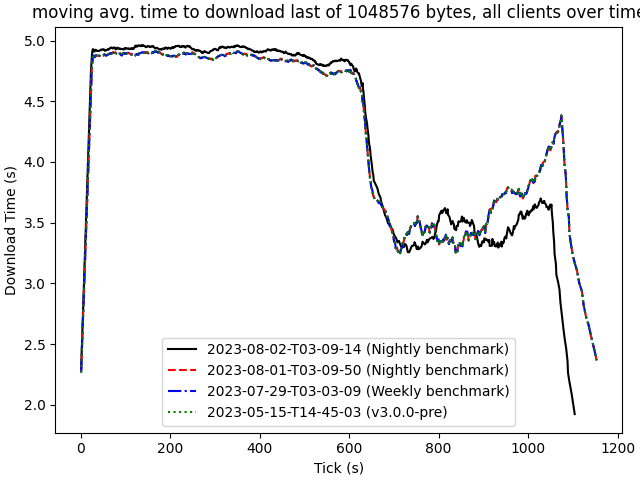 moving avg. time to download last of 1048576 bytes, all clients over time
5.0
4.5
4.0
3.5
3.0
2.5
2.0
Download Time (s)
2023-08-02-T03-09-14 (Nightly benchmark)
2023-08-01-T03-09-50 (Nightly benchmark)
2023-07-29-T03-03-09 (Weekly benchmark)
2023-05-15-T14-45-03 (v3.0.0-pre)
0 200 400 600 800 1000 1200
Tick (s)